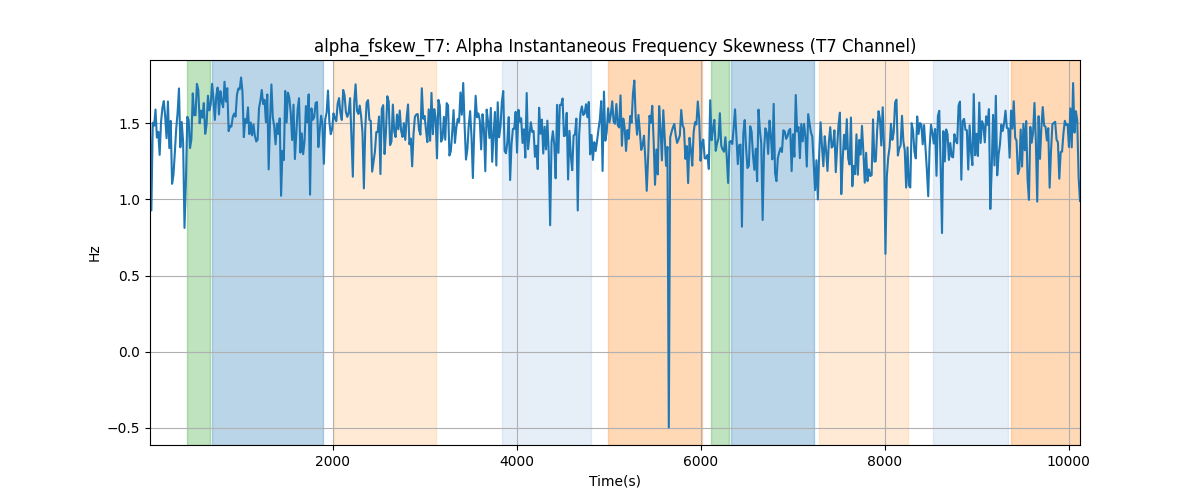 alpha_fskew_T7: Alpha Instantaneous Frequency Skewness (T7 Channel)
Hz
1.5
1.0
0.5
0.0
−0.5
2000 4000 6000 8000 10000
Time(s)